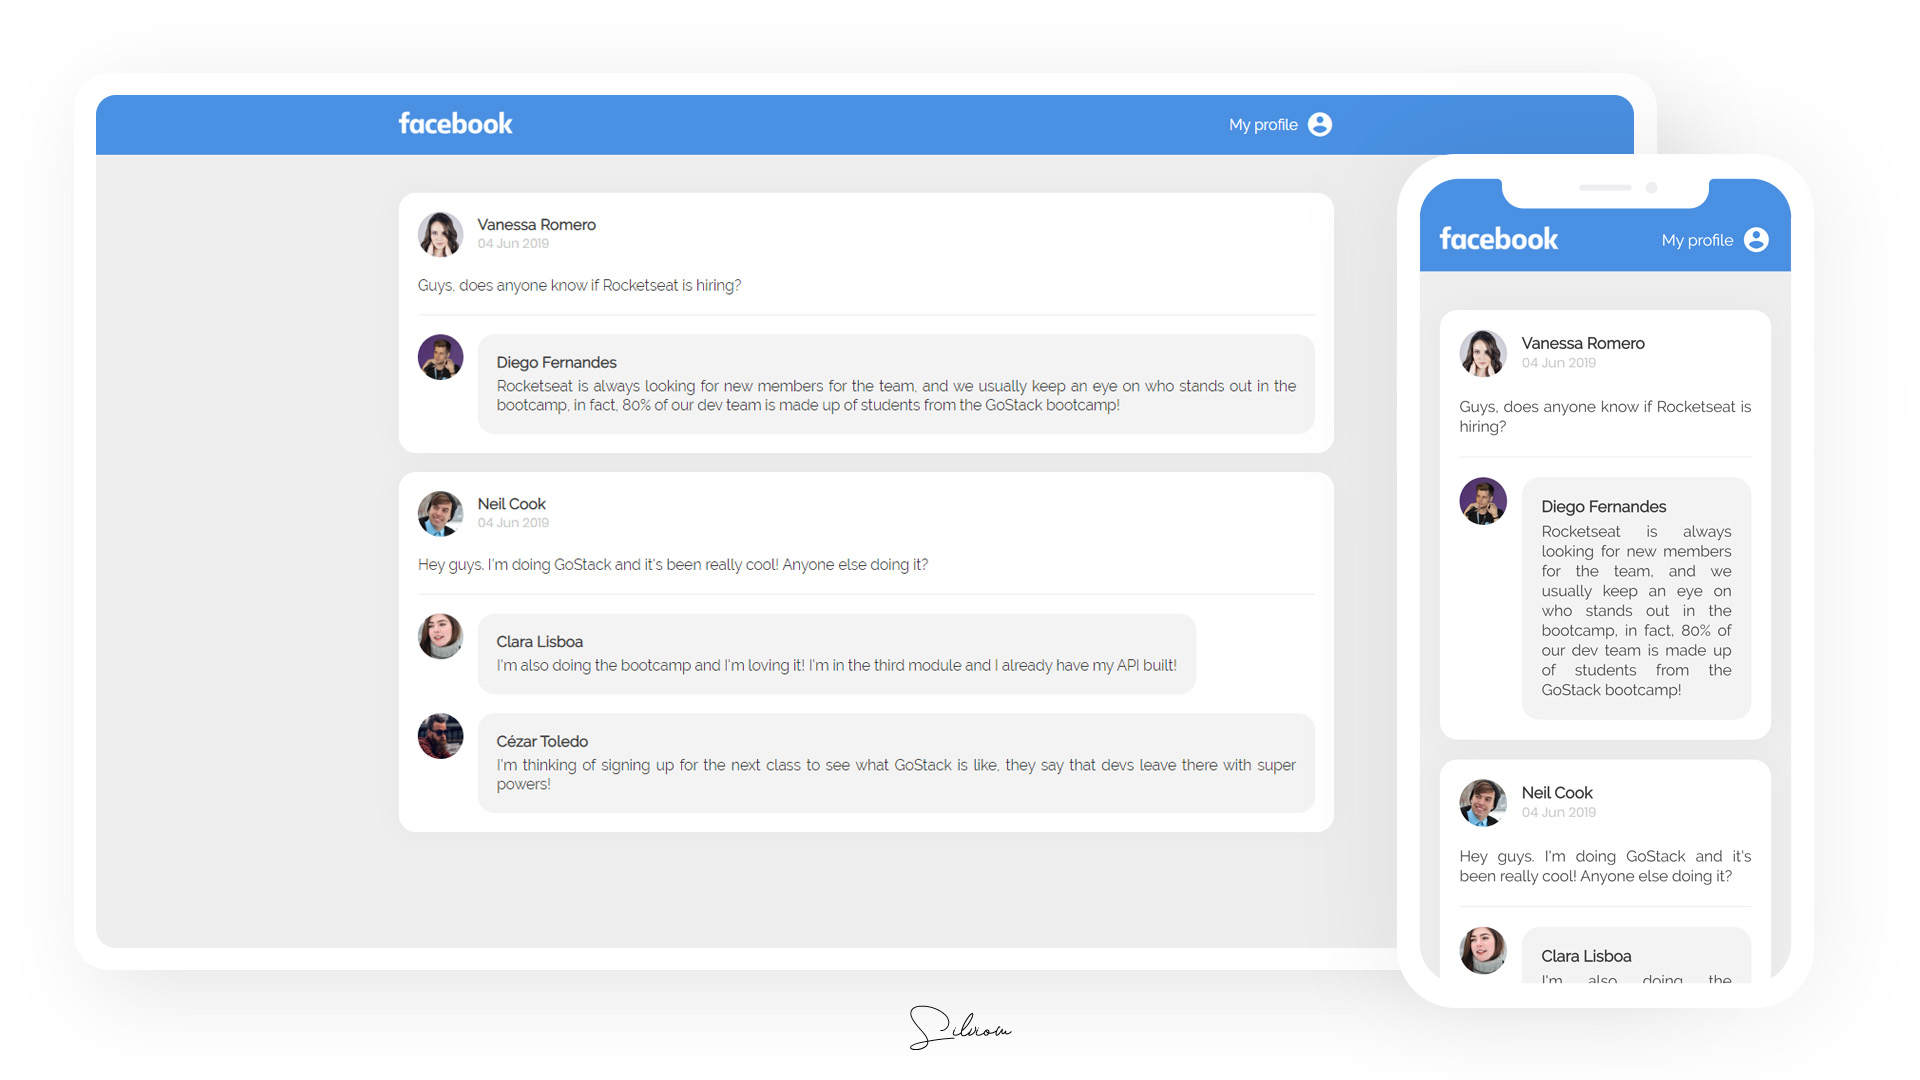 facebook
My profile
Vanessa Romero
04 Jun 2019
Guys, does anyone know if Rocketseat is hiring?
Diego Fernandes
Rocketseat is always looking for new members for the team, and we usually keep an eye on who stands out in the
bootcamp, in fact, 80% of our dev team is made up of students from the GoStack bootcamp!
Neil Cook
04 Jun 2019
Hey guys. I'm doing GoStack and it's been really cool! Anyone else doing it?
Clara Lisboa
I'm also doing the bootcamp and I'm loving it! I'm in the third module and I already have my API built!
Cézar Toledo
I'm thinking of signing up for the next class to see what GoStack is like, they say that devs leave there with super
powers!
facebook
My profile
Vanessa Romero
04 Jun 2019
Guys, does anyone know if Rocketseat is
hiring?
Diego Fernandes
Rocketseat is always
looking for new members
for the team, and we
usually keep an eye on
who stands out in the
bootcamp, in fact, 80% of
our dev team is made up
of students from the
GoStack bootcamp!
Neil Cook
04 Jun 2019
Hey guys. I'm doing GoStack and it's
been really cool! Anyone else doing it?
Clara Lisboa
I'm also doing the